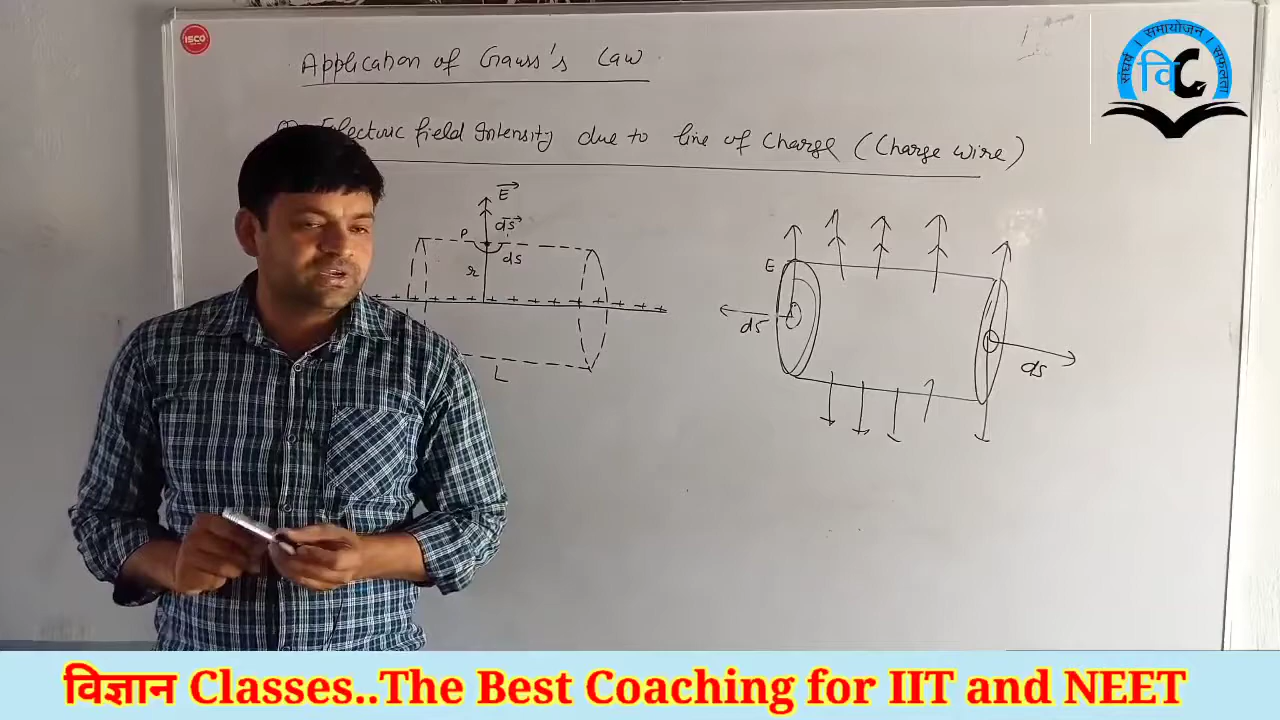 ISCO
Application of Gauss's Law
संघर्ष । समायोजन । सफलता
वि C
Electric field Intensity due to line of charge (Charge wire)
E
ds
P
ds
r
+ + + + + + + + + + + + + +
L
E
ds
ds
विज्ञान Classes..The Best Coaching for IIT and NEET